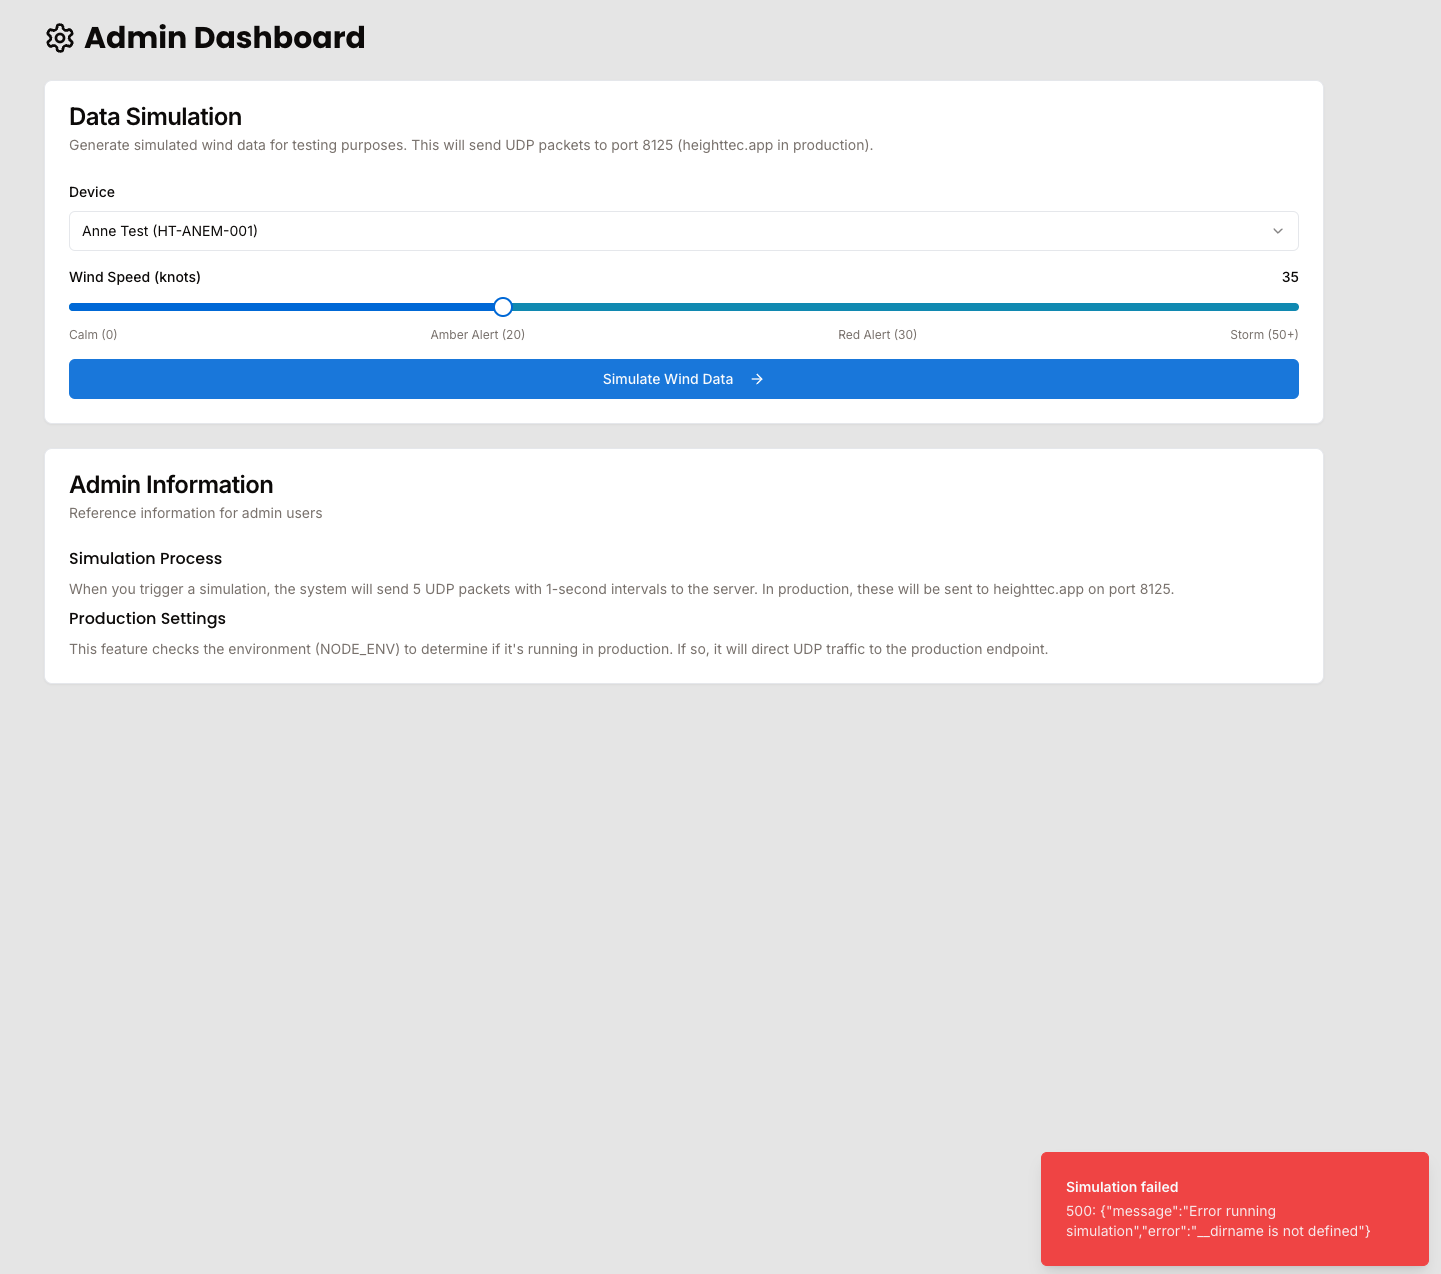 Admin Dashboard
Data Simulation
Generate simulated wind data for testing purposes. This will send UDP packets to port 8125 (heighttec.app in production).
Device
Anne Test (HT-ANEM-001)
Wind Speed (knots) 35
Calm (0) Amber Alert (20) Red Alert (30) Storm (50+)
Simulate Wind Data →
Admin Information
Reference information for admin users
Simulation Process
When you trigger a simulation, the system will send 5 UDP packets with 1-second intervals to the server. In production, these will be sent to heighttec.app on port 8125.
Production Settings
This feature checks the environment (NODE_ENV) to determine if it's running in production. If so, it will direct UDP traffic to the production endpoint.
Simulation failed
500: {"message":"Error running
simulation","error":"__dirname is not defined"}